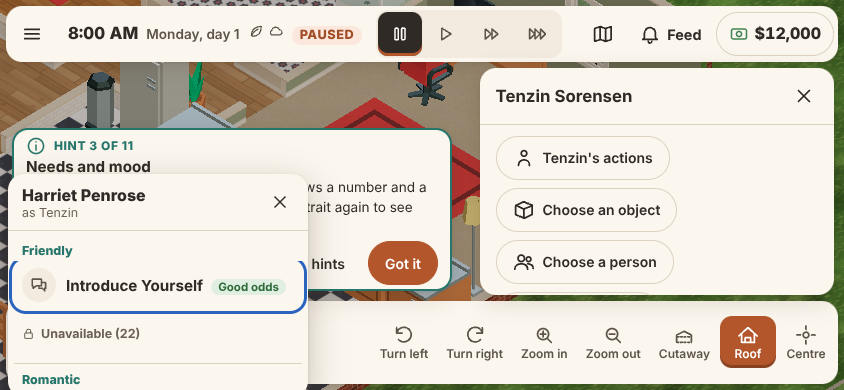 8:00 AM Monday, day 1 PAUSED Feed $12,000
Tenzin Sorensen
Tenzin's actions
Choose an object
Choose a person
HINT 3 OF 11
Needs and mood
ws a number and a
trait again to see
hints Got it
Harriet Penrose
as Tenzin
Friendly
Introduce Yourself Good odds
Unavailable (22)
Romantic
Turn left Turn right Zoom in Zoom out Cutaway Roof Centre